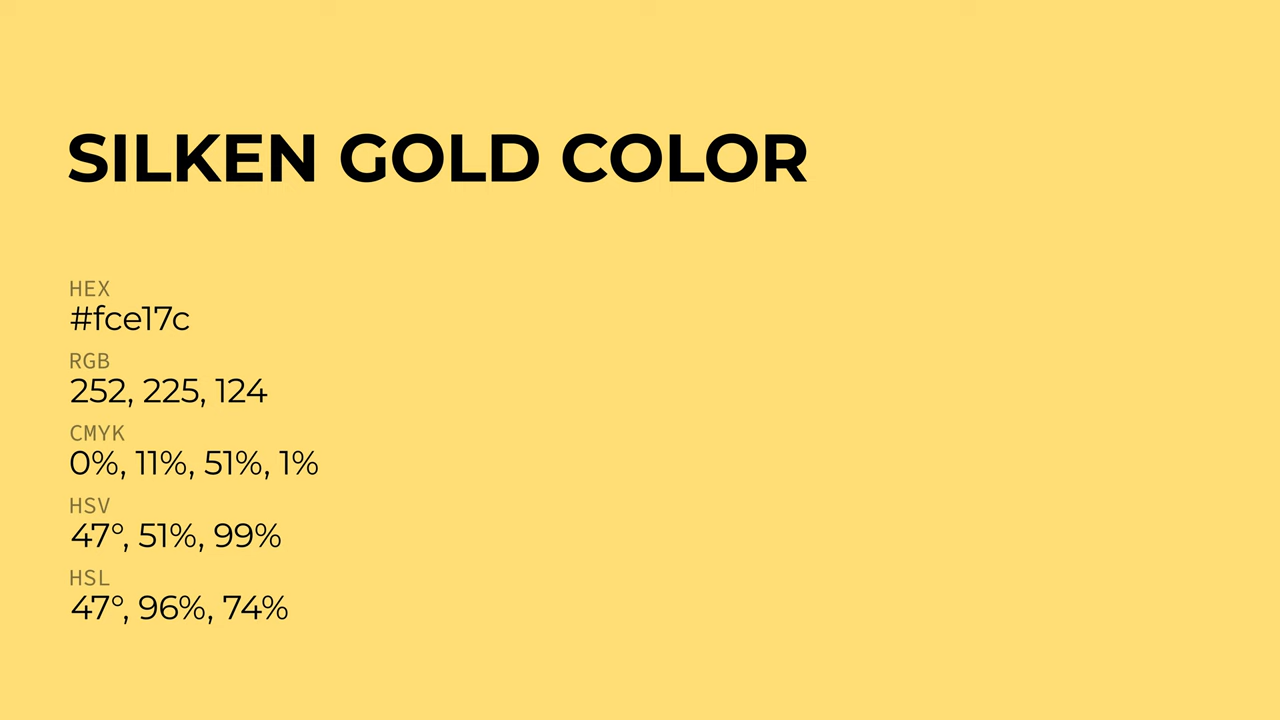 SILKEN GOLD COLOR
HEX
#fce17c
RGB
252, 225, 124
CMYK
0%, 11%, 51%, 1%
HSV
47°, 51%, 99%
HSL
47°, 96%, 74%